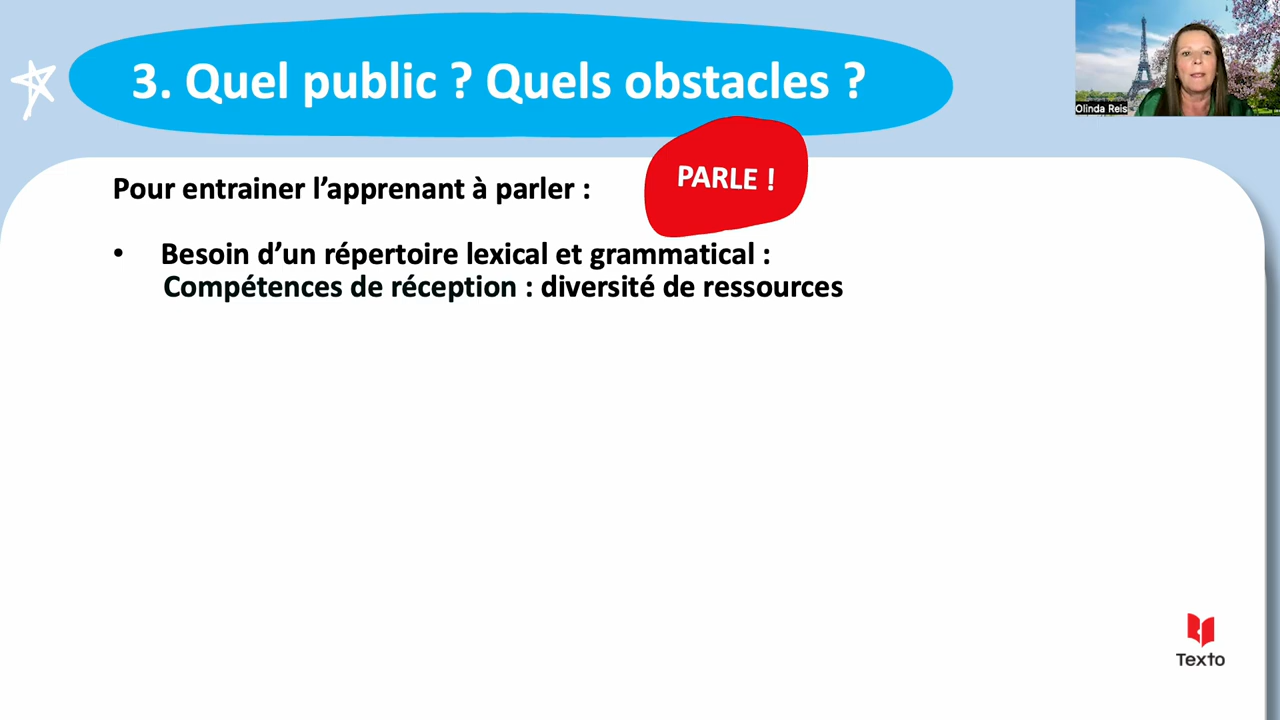 3. Quel public ? Quels obstacles ?
Olinda Reis
PARLE !
Pour entrainer l’apprenant à parler :
• Besoin d’un répertoire lexical et grammatical :
Compétences de réception : diversité de ressources
Texto